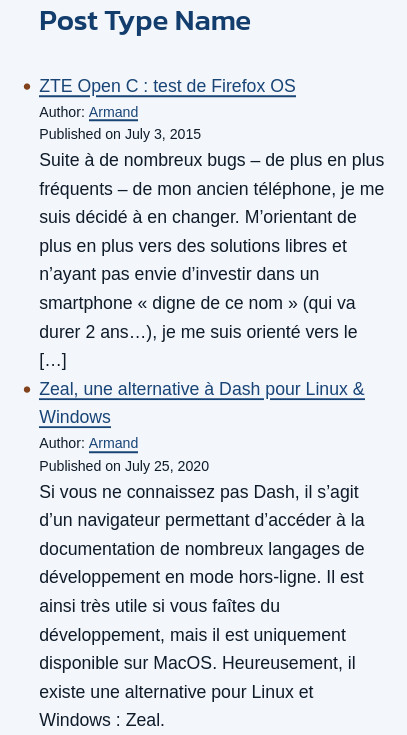 Post Type Name
ZTE Open C : test de Firefox OS
Author: Armand
Published on July 3, 2015
Suite à de nombreux bugs – de plus en plus
fréquents – de mon ancien téléphone, je me
suis décidé à en changer. M’orientant de
plus en plus vers des solutions libres et
n’ayant pas envie d’investir dans un
smartphone « digne de ce nom » (qui va
durer 2 ans…), je me suis orienté vers le
[…]
Zeal, une alternative à Dash pour Linux &
Windows
Author: Armand
Published on July 25, 2020
Si vous ne connaissez pas Dash, il s’agit
d’un navigateur permettant d’accéder à la
documentation de nombreux langages de
développement en mode hors-ligne. Il est
ainsi très utile si vous faîtes du
développement, mais il est uniquement
disponible sur MacOS. Heureusement, il
existe une alternative pour Linux et
Windows : Zeal.